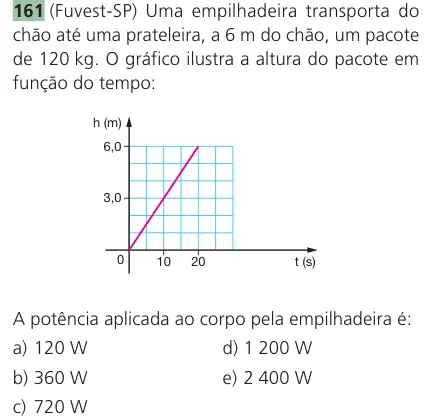 161 (Fuvest-SP) Uma empilhadeira transporta do
chão até uma prateleira, a 6 m do chão, um pacote
de 120 kg. O gráfico ilustra a altura do pacote em
função do tempo:
h (m)
6,0
3,0
0 10 20 t (s)
A potência aplicada ao corpo pela empilhadeira é:
a) 120 W d) 1 200 W
b) 360 W e) 2 400 W
c) 720 W